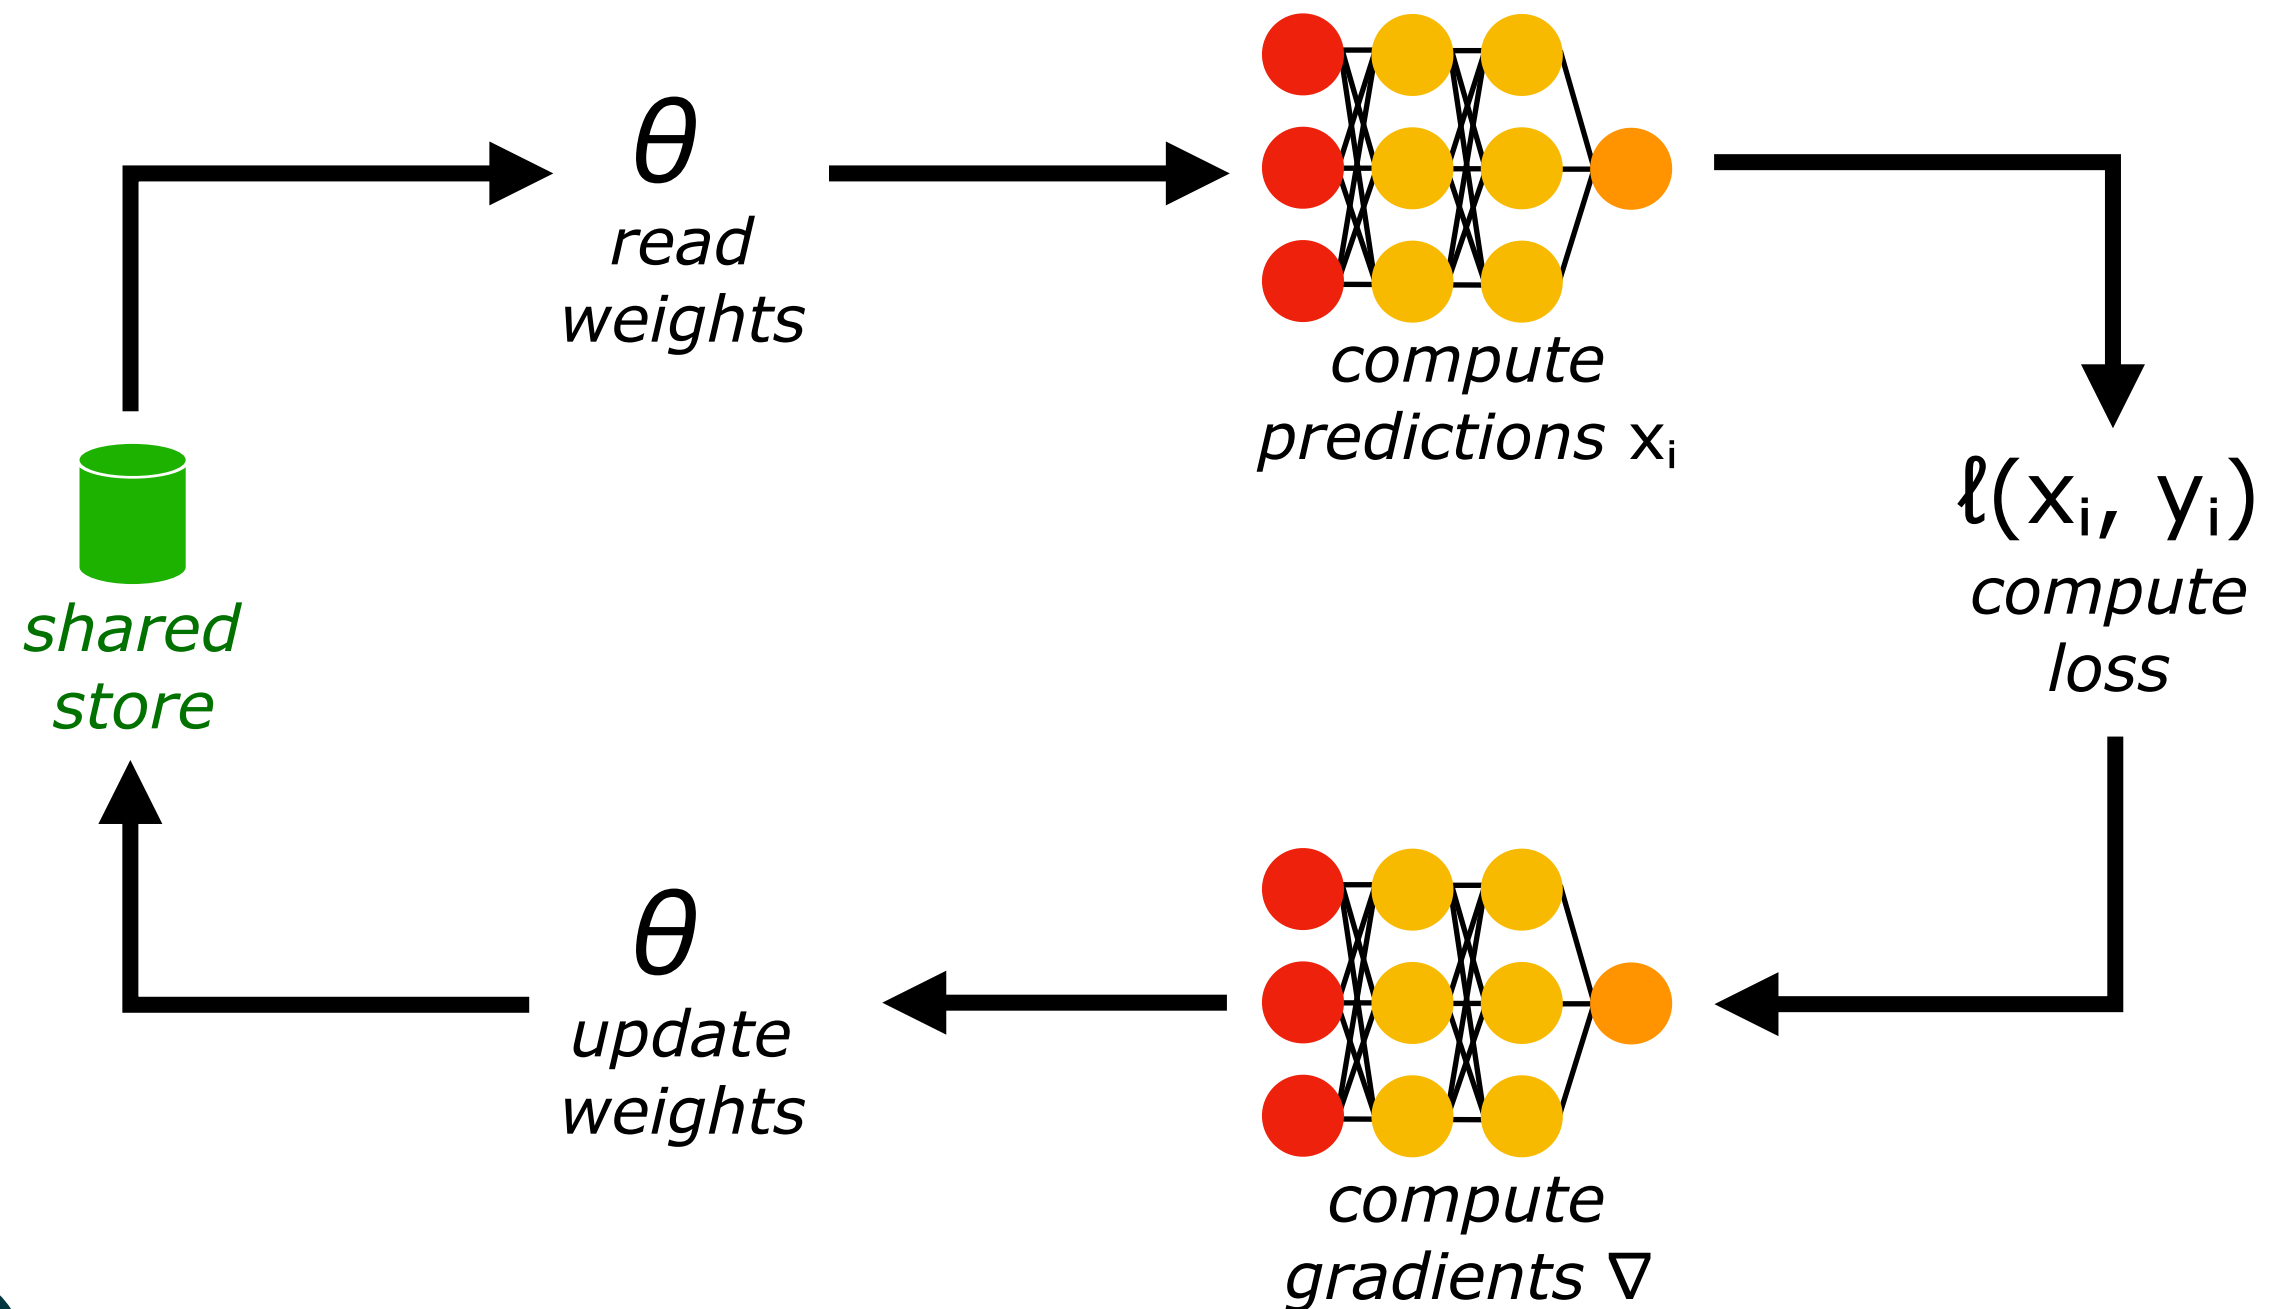 θ
read
weights
compute
predictions xᵢ
ℓ(xᵢ, yᵢ)
compute
loss
shared
store
θ
update
weights
compute
gradients ∇